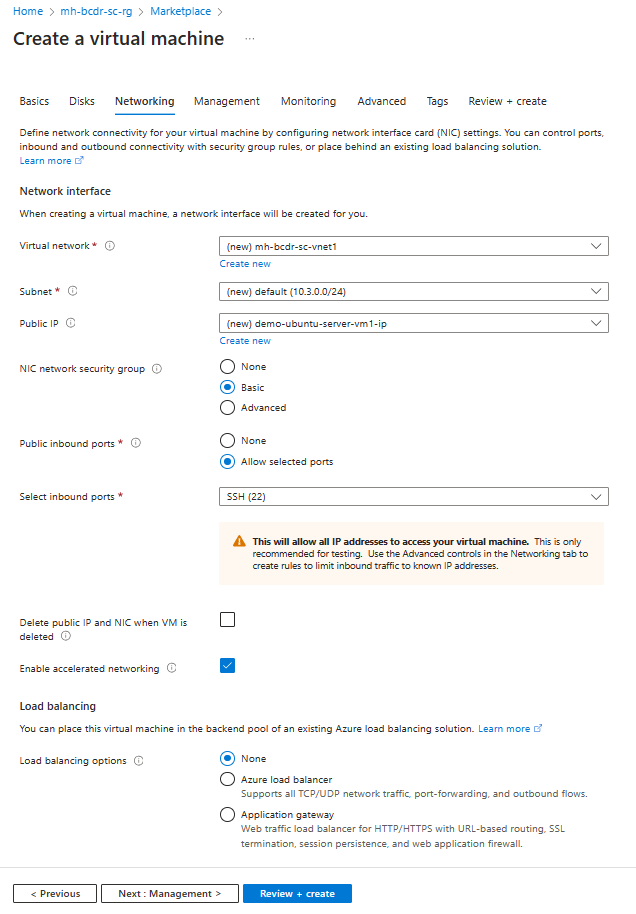 Home > mh-bcdr-sc-rg > Marketplace >
Create a virtual machine ...
Basics Disks Networking Management Monitoring Advanced Tags Review + create
Define network connectivity for your virtual machine by configuring network interface card (NIC) settings. You can control ports,
inbound and outbound connectivity with security group rules, or place behind an existing load balancing solution.
Learn more
Network interface
When creating a virtual machine, a network interface will be created for you.
Virtual network * (new) mh-bcdr-sc-vnet1
Create new
Subnet * (new) default (10.3.0.0/24)
Public IP (new) demo-ubuntu-server-vm1-ip
Create new
NIC network security group None
Basic
Advanced
Public inbound ports * None
Allow selected ports
Select inbound ports * SSH (22)
This will allow all IP addresses to access your virtual machine. This is only
recommended for testing. Use the Advanced controls in the Networking tab to
create rules to limit inbound traffic to known IP addresses.
Delete public IP and NIC when VM is
deleted
Enable accelerated networking
Load balancing
You can place this virtual machine in the backend pool of an existing Azure load balancing solution. Learn more
Load balancing options None
Azure load balancer
Supports all TCP/UDP network traffic, port-forwarding, and outbound flows.
Application gateway
Web traffic load balancer for HTTP/HTTPS with URL-based routing, SSL
termination, session persistence, and web application firewall.
< Previous Next : Management > Review + create